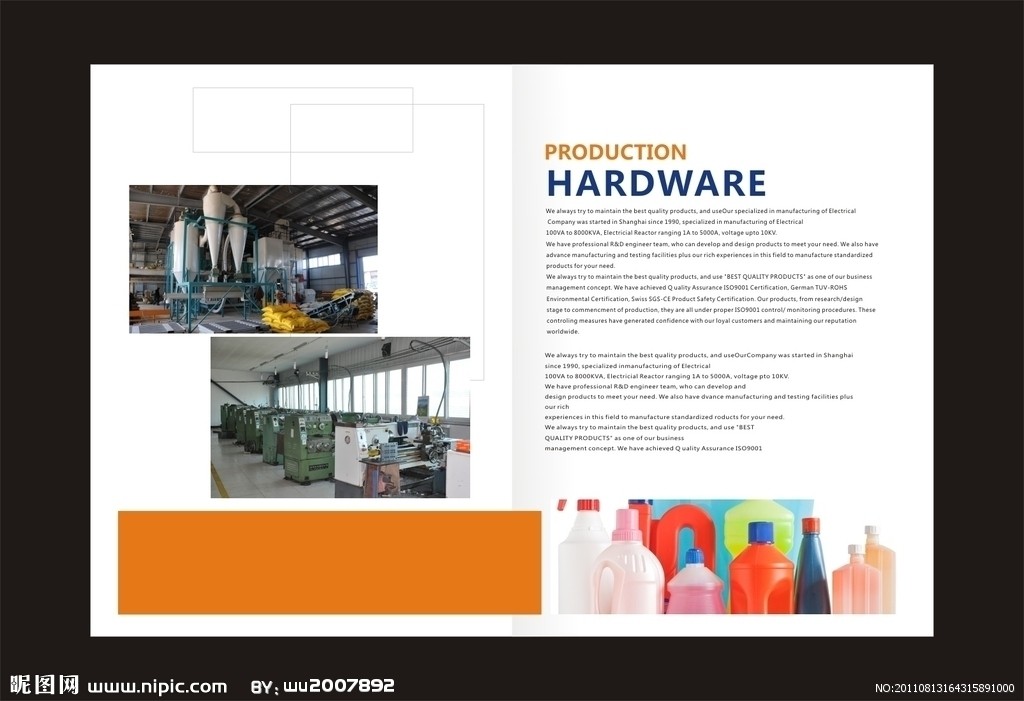 PRODUCTION
HARDWARE
We always try to maintain the best quality products, and useOur specialized in manufacturing of Electrical
Company was started in Shanghai since 1990, specialized in manufacturing of Electrical
100VA to 8000KVA, Electricial Reactor ranging 1A to 5000A, voltage upto 10KV.
We have professional R&D engineer team, who can develop and design products to meet your need. We also have
advance manufacturing and testing facilities plus our rich experiences in this field to manufacture standardized
products for your need.
We always try to maintain the best quality products, and use "BEST QUALITY PRODUCTS" as one of our business
management concept. We have achieved Q uality Assurance ISO9001 Certification, German TUV-ROHS
Environmental Certification, Swiss SGS-CE Product Safety Certification. Our products, from research/design
stage to commencment of production, they are all under proper ISO9001 control/ monitoring procedures. These
controling measures have generated confidence with our loyal customers and maintaining our reputation
worldwide.
We always try to maintain the best quality products, and useOurCompany was started in Shanghai
since 1990, specialized inmanufacturing of Electrical
100VA to 8000KVA, Electricial Reactor ranging 1A to 5000A, voltage pto 10KV.
We have professional R&D engineer team, who can develop and
design products to meet your need. We also have dvance manufacturing and testing facilities plus
our rich
experiences in this field to manufacture standardized roducts for your need.
We always try to maintain the best quality products, and use "BEST
QUALITY PRODUCTS" as one of our business
management concept. We have achieved Q uality Assurance ISO9001
昵图网 www.nipic.com BY: wu2007892
NO:20110813164315891000